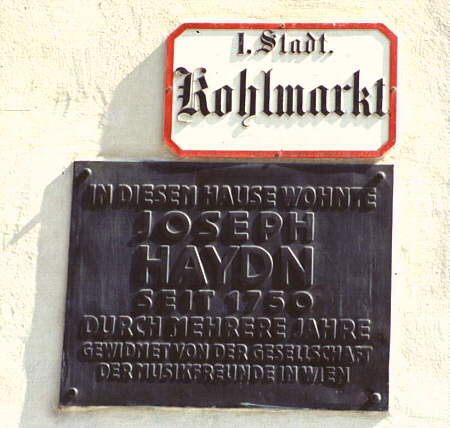 I. Stadt.
Kohlmarkt
IN DIESEM HAUSE WOHNTE
JOSEPH
HAYDN
SEIT 1750
DURCH MEHRERE JAHRE
GEWIDMET VON DER GESELLSCHAFT
DER MUSIKFREUNDE IN WIEN